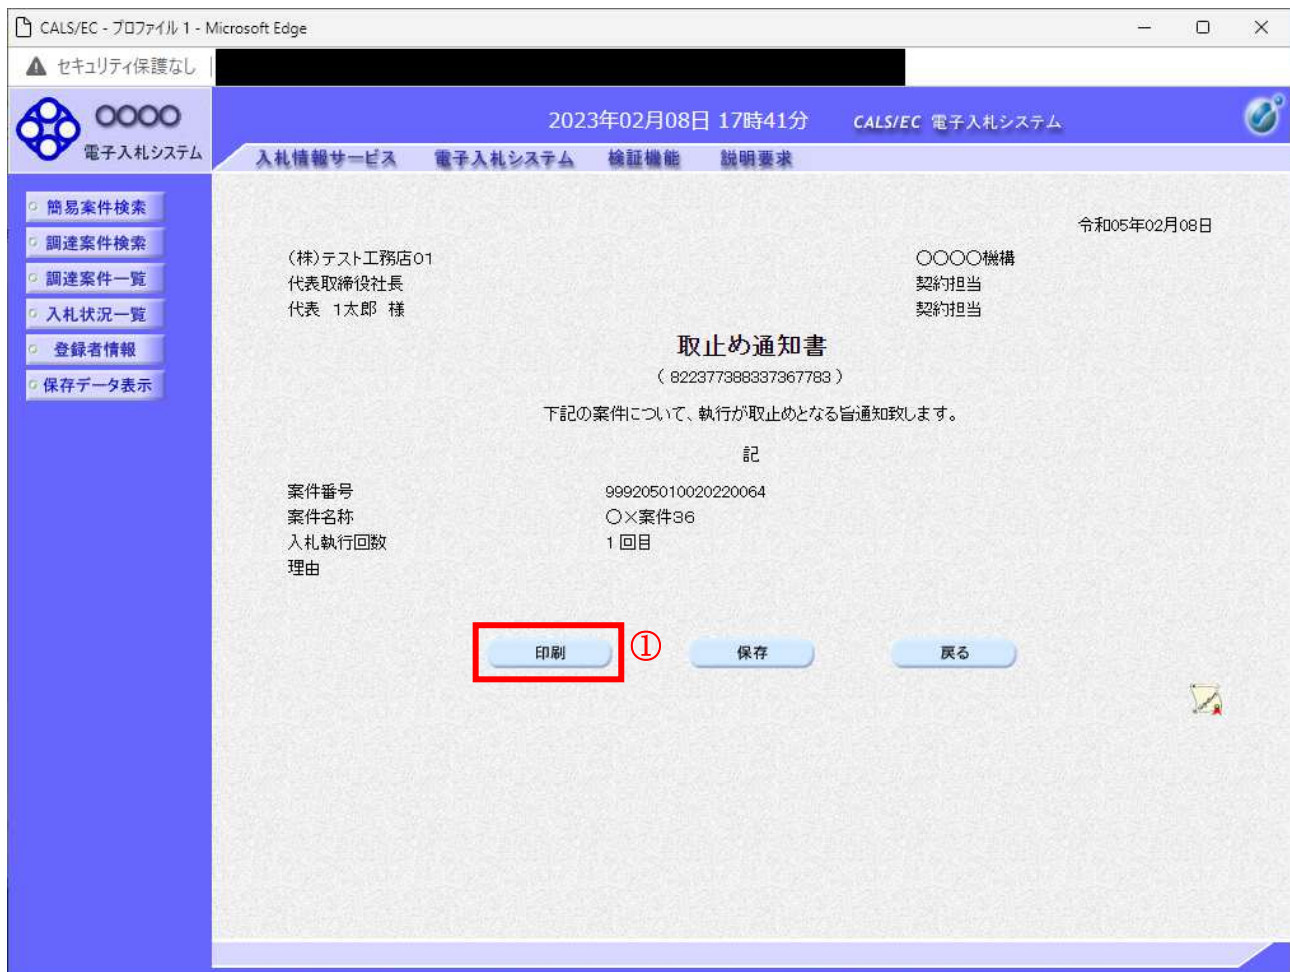 CALS/EC - プロファイル 1 - Microsoft Edge
セキュリティ保護なし
〇〇〇〇
電子入札システム
2023年02月08日 17時41分
CALS/EC 電子入札システム
入札情報サービス 電子入札システム 検証機能 説明要求
簡易案件検索
調達案件検索
調達案件一覧
入札状況一覧
登録者情報
保存データ表示
令和05年02月08日
(株)テスト工務店01
代表取締役社長
代表 1太郎 様
〇〇〇〇機構
契約担当
契約担当
取止め通知書
( 822377388337367783 )
下記の案件について、執行が取止めとなる旨通知致します。
記
案件番号 999205010020220064
案件名称 〇×案件36
入札執行回数 1 回目
理由
印刷 ① 保存 戻る